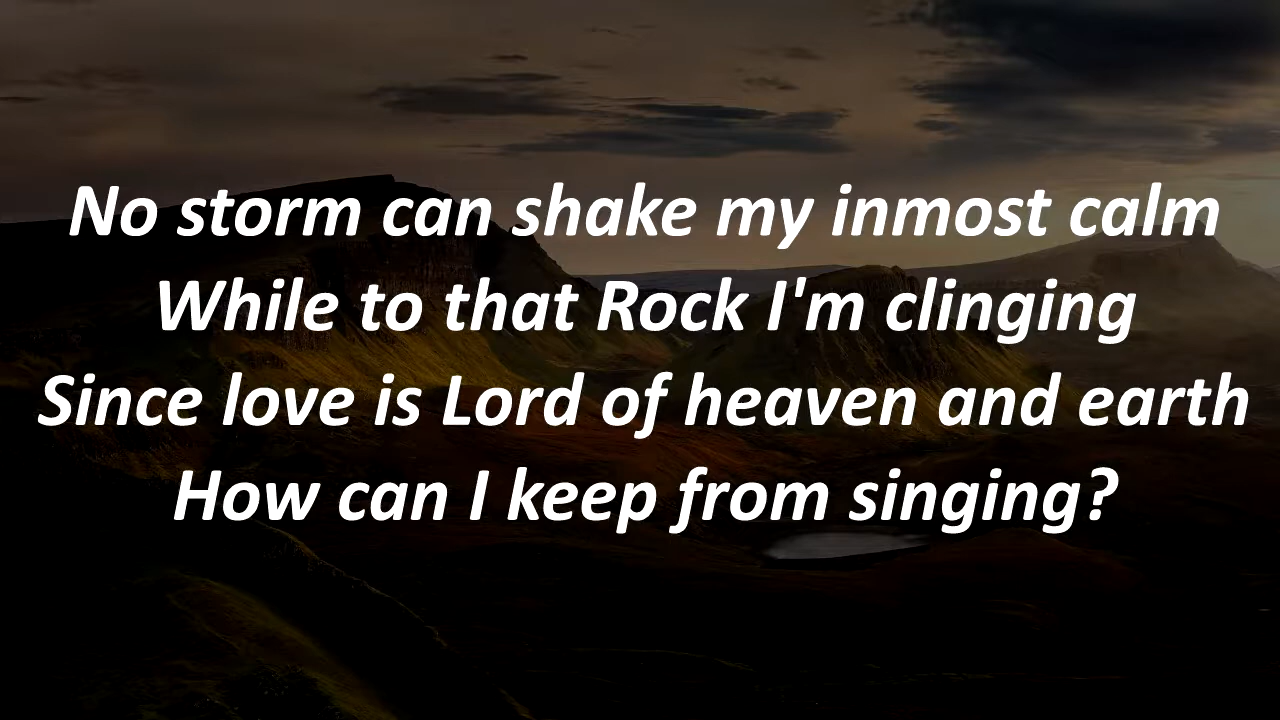 No storm can shake my inmost calm
While to that Rock I'm clinging
Since love is Lord of heaven and earth
How can I keep from singing?